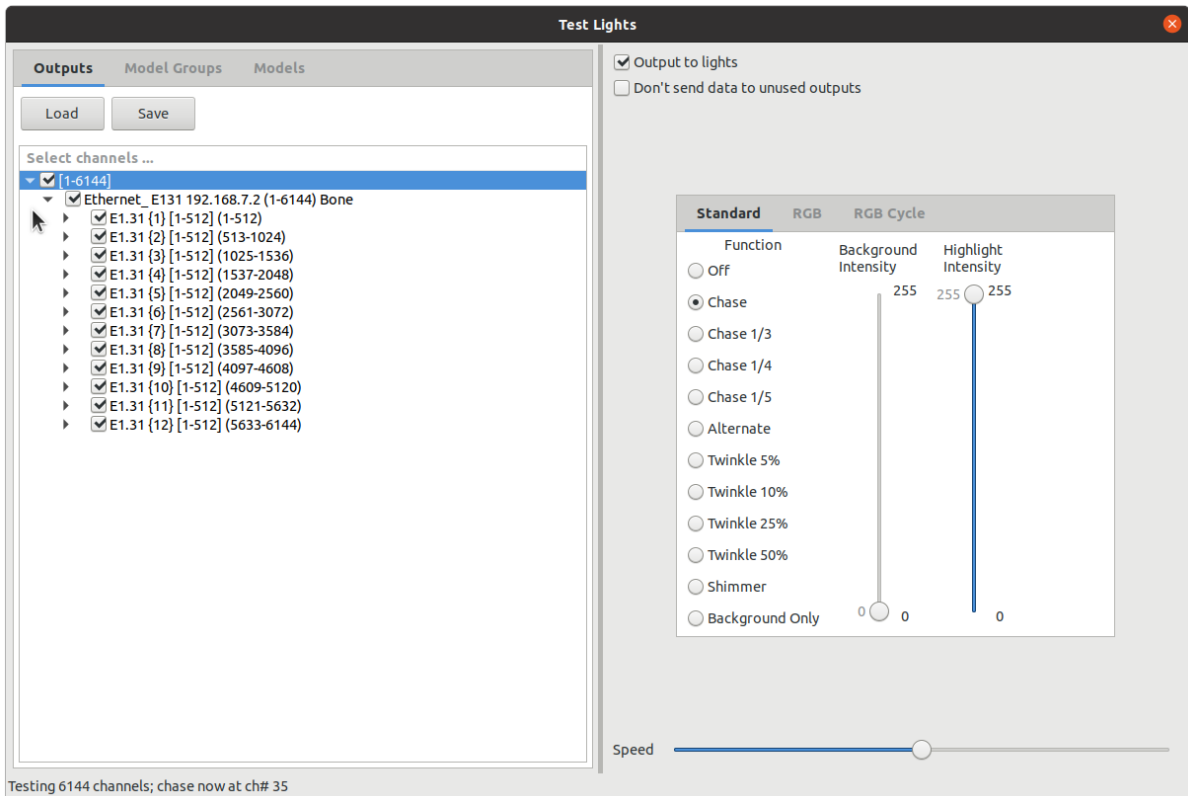 Test Lights
Outputs Model Groups Models
Load Save
Select channels ...
[1-6144]
Ethernet_ E131 192.168.7.2 (1-6144) Bone
E1.31 {1} [1-512] (1-512)
E1.31 {2} [1-512] (513-1024)
E1.31 {3} [1-512] (1025-1536)
E1.31 {4} [1-512] (1537-2048)
E1.31 {5} [1-512] (2049-2560)
E1.31 {6} [1-512] (2561-3072)
E1.31 {7} [1-512] (3073-3584)
E1.31 {8} [1-512] (3585-4096)
E1.31 {9} [1-512] (4097-4608)
E1.31 {10} [1-512] (4609-5120)
E1.31 {11} [1-512] (5121-5632)
E1.31 {12} [1-512] (5633-6144)
Output to lights
Don't send data to unused outputs
Standard RGB RGB Cycle
Function
Off
Chase
Chase 1/3
Chase 1/4
Chase 1/5
Alternate
Twinkle 5%
Twinkle 10%
Twinkle 25%
Twinkle 50%
Shimmer
Background Only
Background
Intensity
255
0 0
Highlight
Intensity
255 255
0
Speed
Testing 6144 channels; chase now at ch# 35